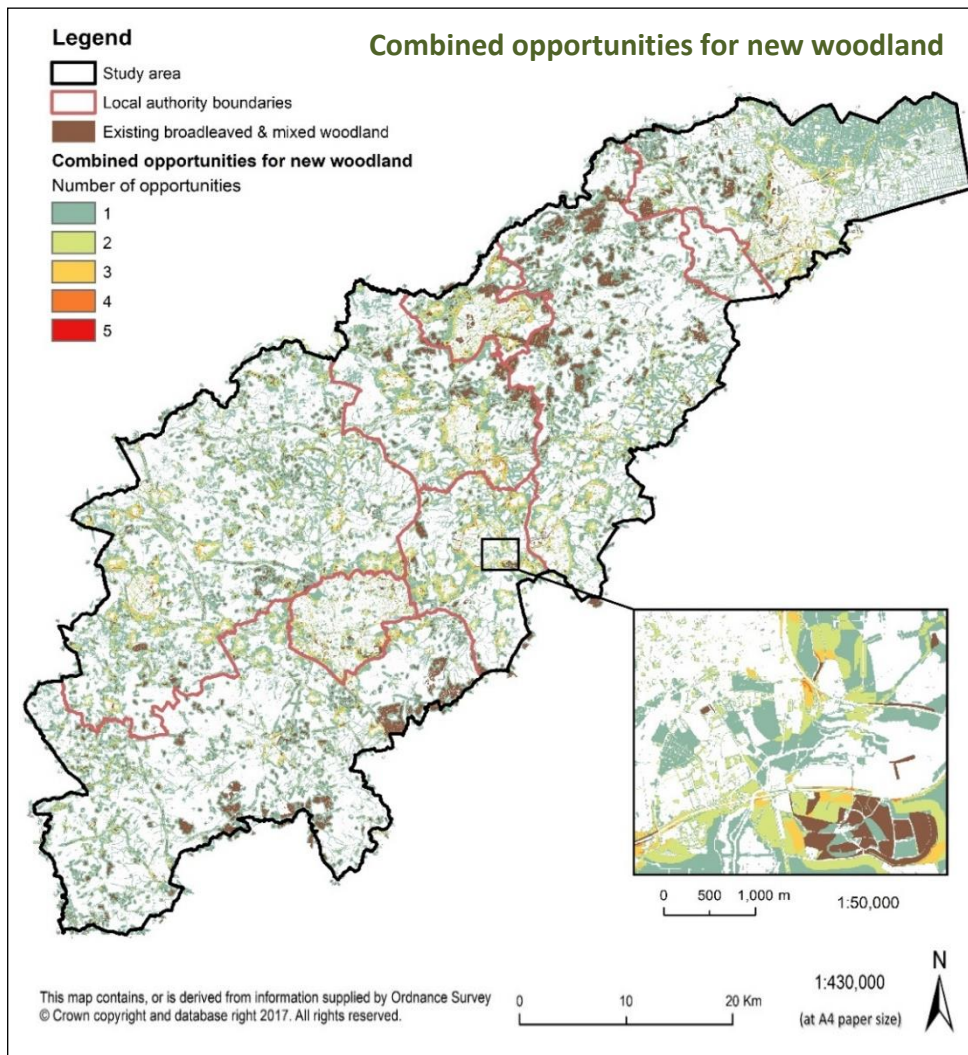 Combined opportunities for new woodland
Legend
Study area
Local authority boundaries
Existing broadleaved & mixed woodland
Combined opportunities for new woodland
Number of opportunities
1
2
3
4
5
0 500 1,000 m
1:50,000
This map contains, or is derived from information supplied by Ordnance Survey
© Crown copyright and database right 2017. All rights reserved.
0 10 20 Km
1:430,000
(at A4 paper size)
N